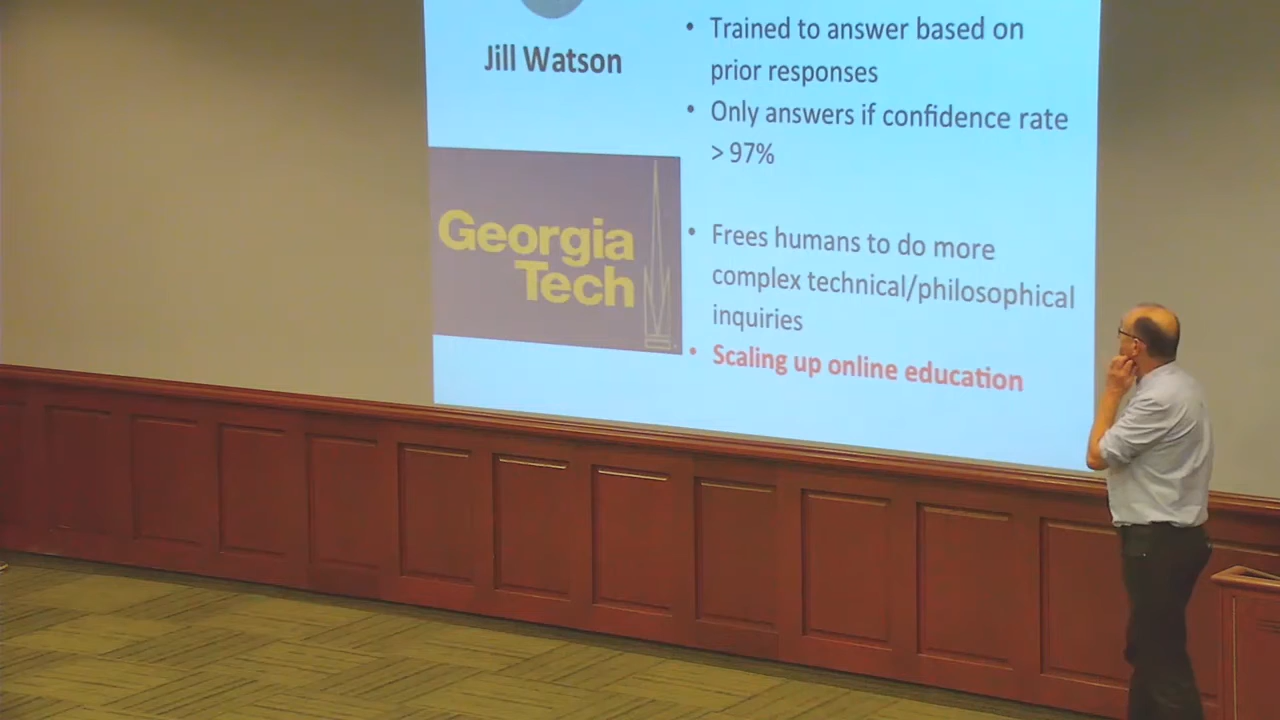 Jill Watson
Georgia
Tech
• Trained to answer based on
prior responses
• Only answers if confidence rate
> 97%
• Frees humans to do more
complex technical/philosophical
inquiries
• Scaling up online education